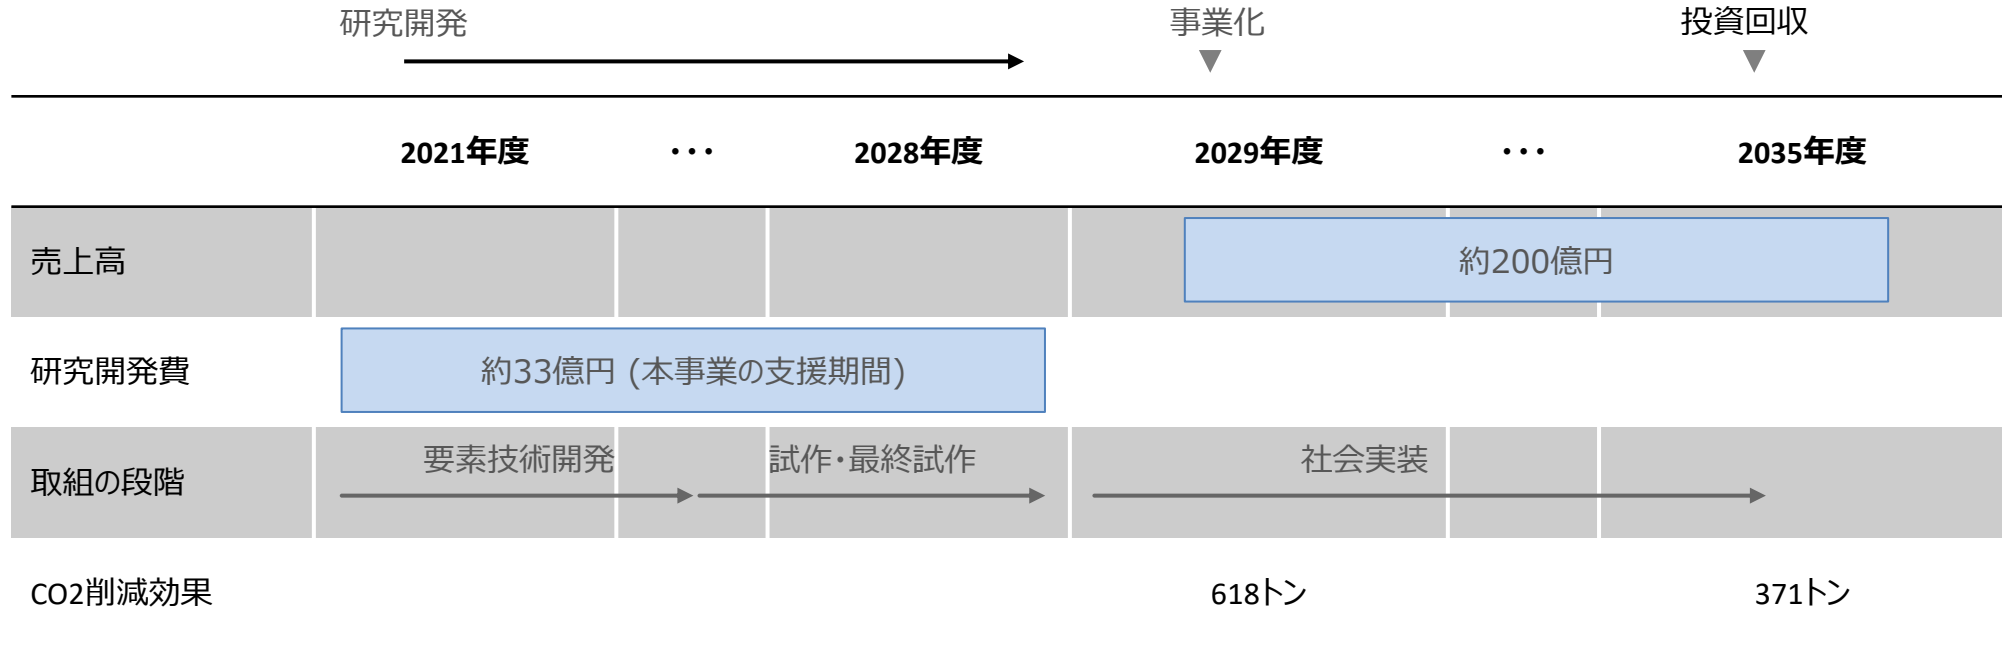 研究開発
事業化
投資回収
2021年度 ・・・ 2028年度 2029年度 ・・・ 2035年度
売上高
約200億円
研究開発費
約33億円 (本事業の支援期間)
取組の段階
要素技術開発 試作・最終試作 社会実装
CO2削減効果 618トン 371トン